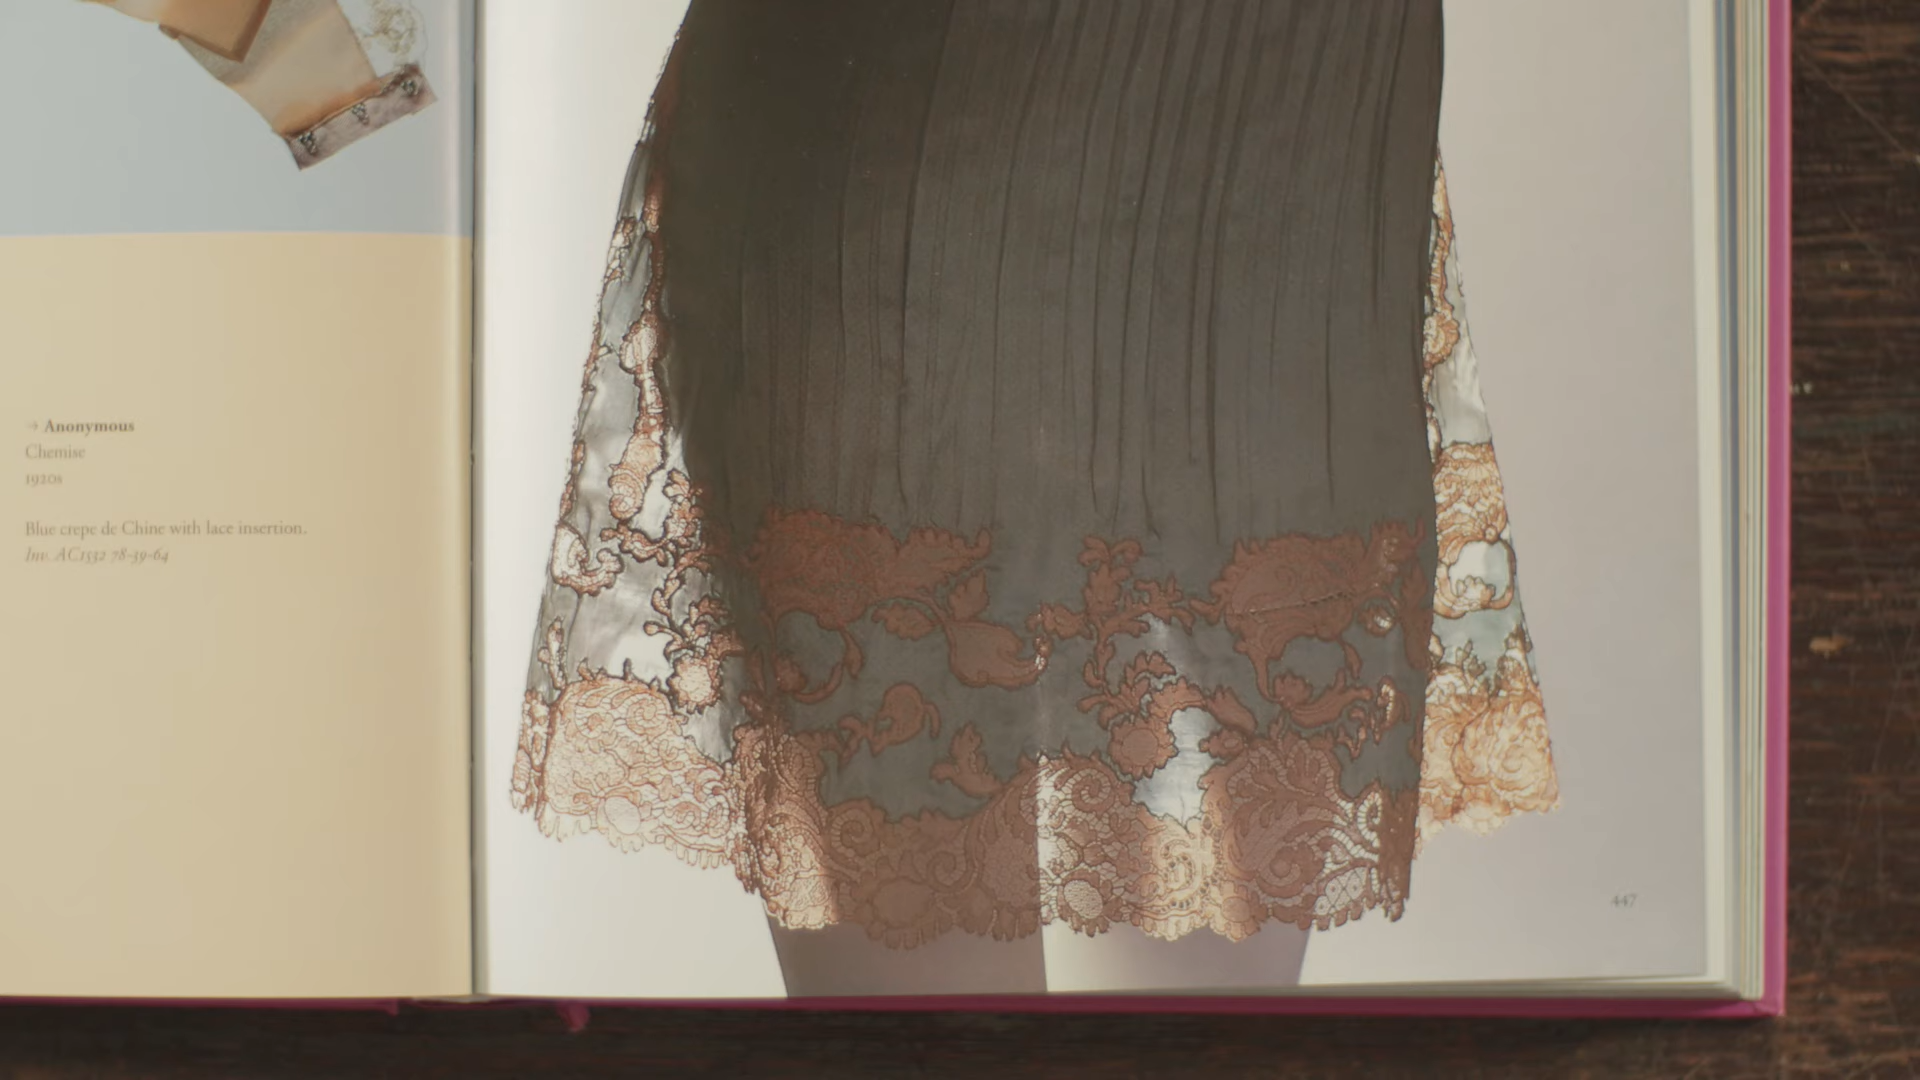 → Anonymous
Chemise
1920s
Blue crepe de Chine with lace insertion.
Inv. AC1532 78-39-64
447